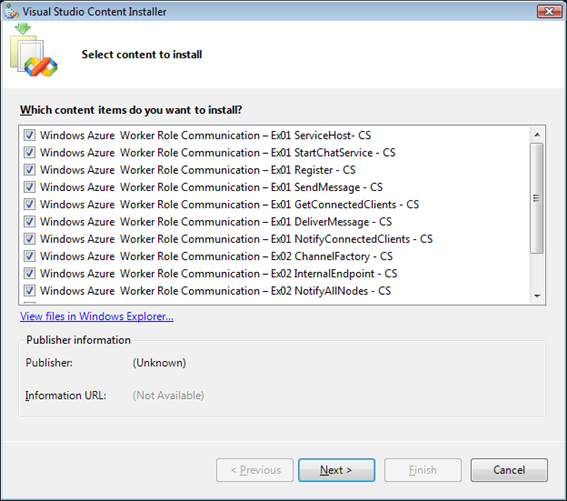 Visual Studio Content Installer
Select content to install
Which content items do you want to install?
Windows Azure  Worker Role Communication – Ex01 ServiceHost- CS
Windows Azure  Worker Role Communication – Ex01 StartChatService - CS
Windows Azure  Worker Role Communication – Ex01 Register - CS
Windows Azure  Worker Role Communication – Ex01 SendMessage - CS
Windows Azure  Worker Role Communication – Ex01 GetConnectedClients - CS
Windows Azure  Worker Role Communication – Ex01 DeliverMessage - CS
Windows Azure  Worker Role Communication – Ex01 NotifyConnectedClients - CS
Windows Azure  Worker Role Communication – Ex02 ChannelFactory - CS
Windows Azure  Worker Role Communication – Ex02 InternalEndpoint - CS
Windows Azure  Worker Role Communication – Ex02 NotifyAllNodes - CS
View files in Windows Explorer...
Publisher information
Publisher: (Unknown)
Information URL: (Not Available)
< Previous Next > Finish Cancel